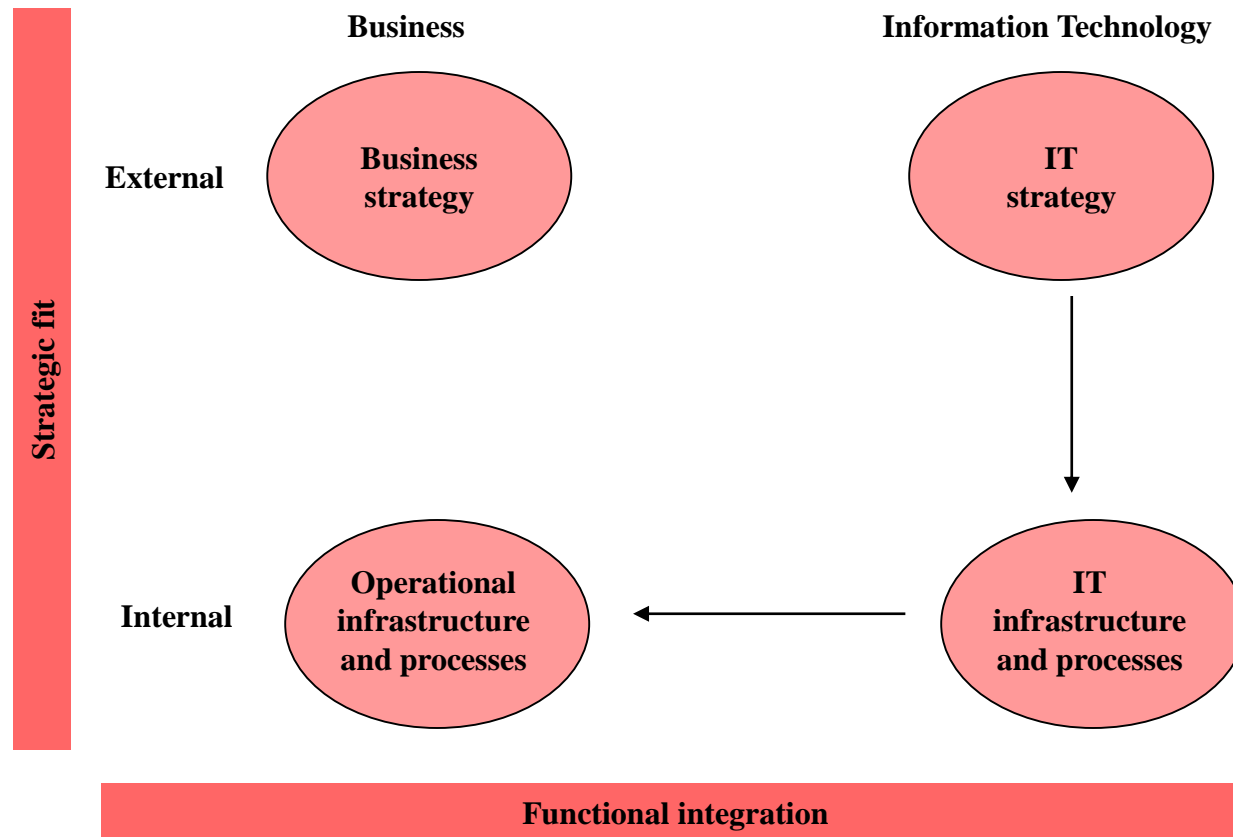 Business
Information Technology
External
Business
strategy
IT
strategy
Strategic fit
Internal
Operational
infrastructure
and processes
IT
infrastructure
and processes
Functional integration